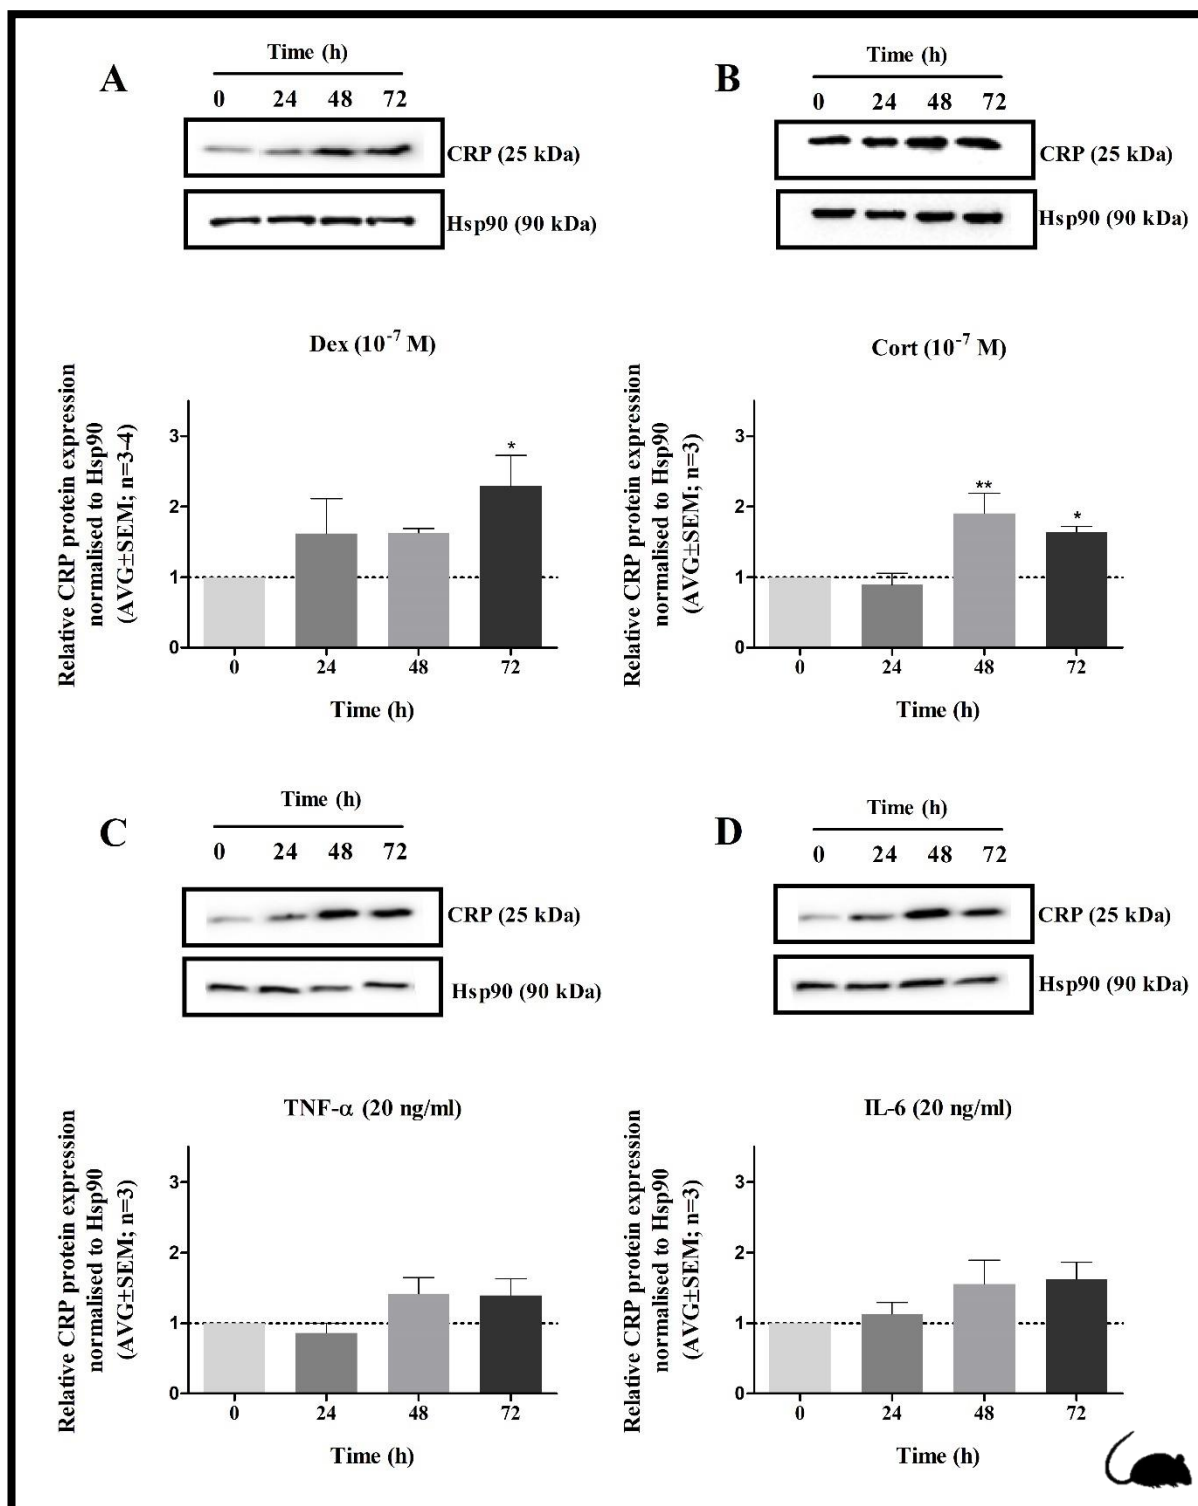 A
Time (h)
0 24 48 72
CRP (25 kDa)
Hsp90 (90 kDa)
Dex (10⁻⁷ M)
Relative CRP protein expression
normalised to Hsp90
(AVG±SEM; n=3-4)
3
2
1
0
*
0 24 48 72
Time (h)
B
Time (h)
0 24 48 72
CRP (25 kDa)
Hsp90 (90 kDa)
Cort (10⁻⁷ M)
Relative CRP protein expression
normalised to Hsp90
(AVG±SEM; n=3)
3
2
1
0
** *
0 24 48 72
Time (h)
C
Time (h)
0 24 48 72
CRP (25 kDa)
Hsp90 (90 kDa)
TNF-α (20 ng/ml)
Relative CRP protein expression
normalised to Hsp90
(AVG±SEM; n=3)
3
2
1
0
0 24 48 72
Time (h)
D
Time (h)
0 24 48 72
CRP (25 kDa)
Hsp90 (90 kDa)
IL-6 (20 ng/ml)
Relative CRP protein expression
normalised to Hsp90
(AVG±SEM; n=3)
3
2
1
0
0 24 48 72
Time (h)